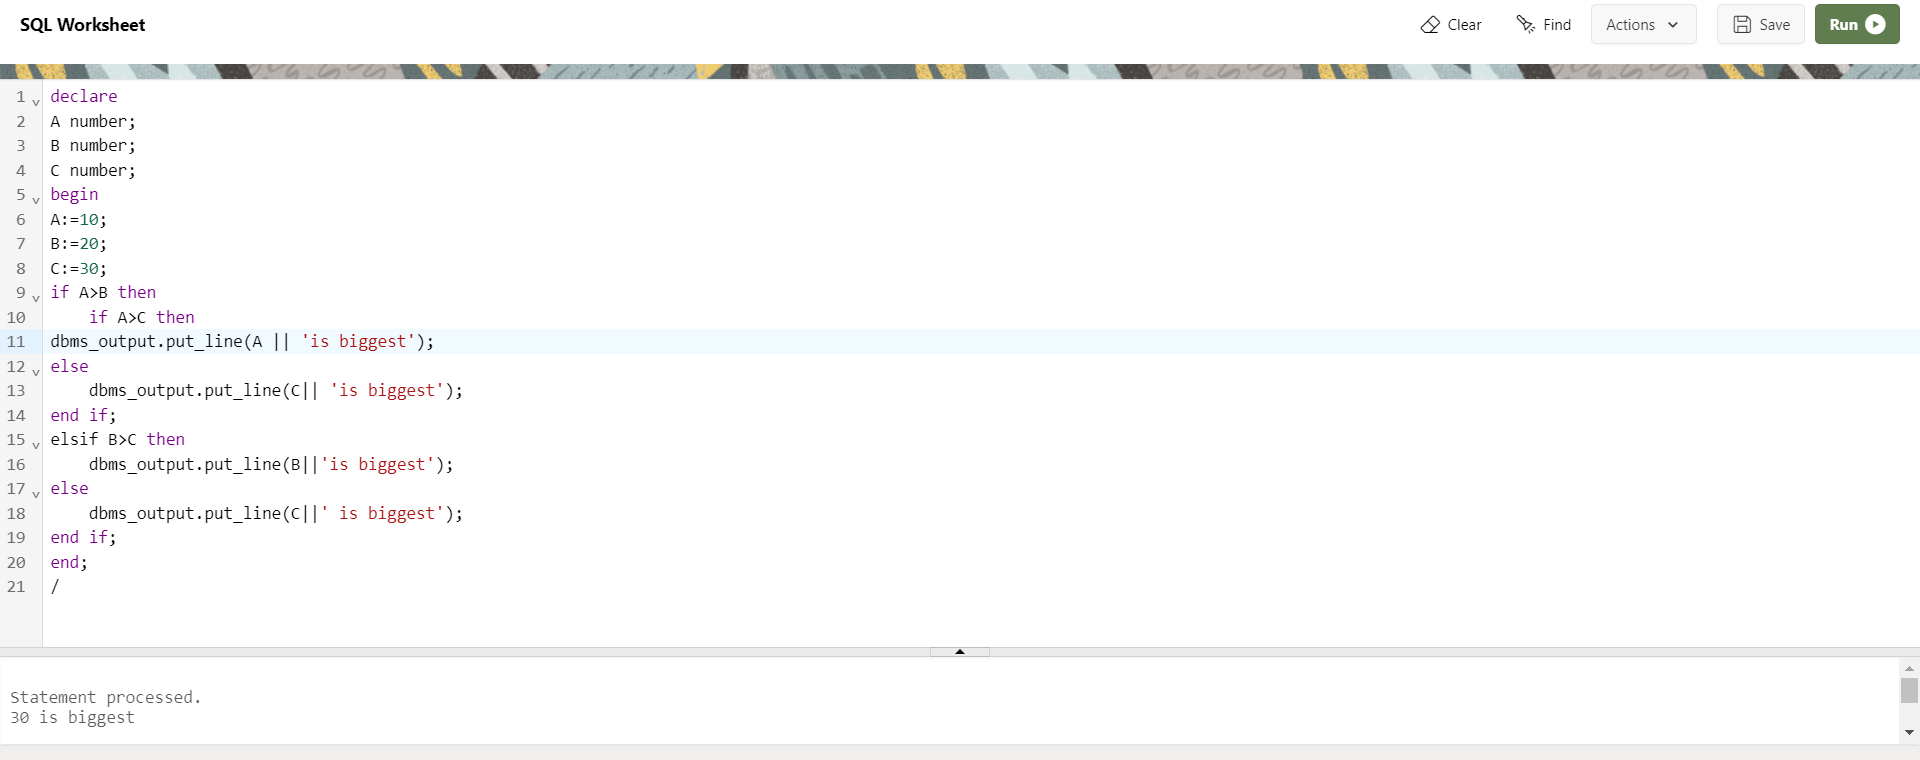 SQL Worksheet
Clear
Find
Actions
Save
Run
1 declare
2 A number;
3 B number;
4 C number;
5 begin
6 A:=10;
7 B:=20;
8 C:=30;
9 if A>B then
10     if A>C then
11 dbms_output.put_line(A || 'is biggest');
12 else
13     dbms_output.put_line(C|| 'is biggest');
14 end if;
15 elsif B>C then
16     dbms_output.put_line(B||'is biggest');
17 else
18     dbms_output.put_line(C||' is biggest');
19 end if;
20 end;
21 /
Statement processed.
30 is biggest